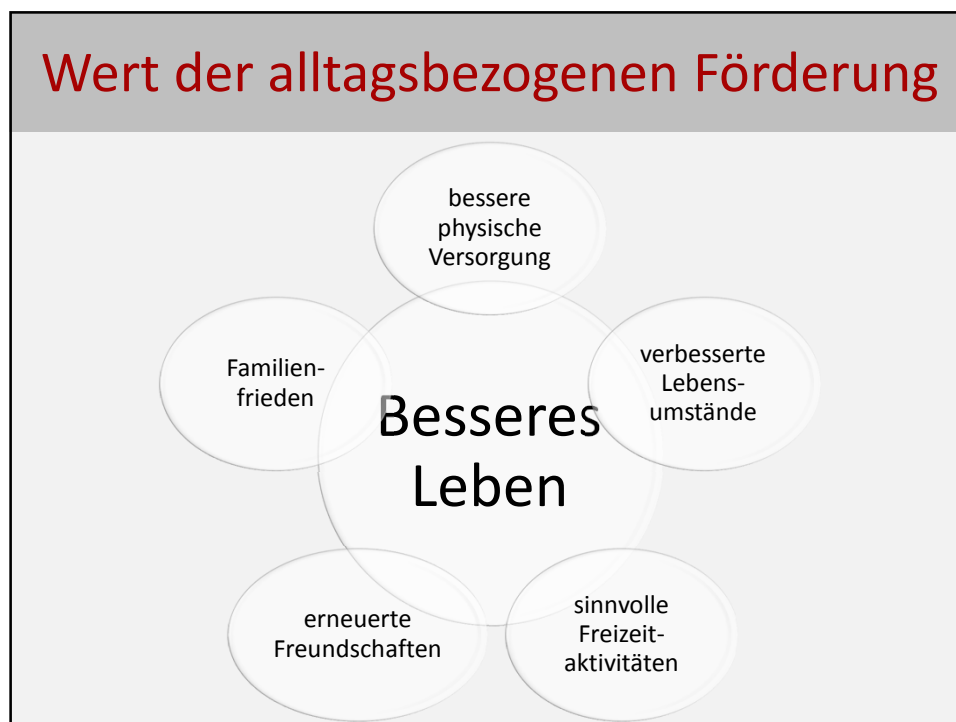 Wert der alltagsbezogenen Förderung
bessere
physische
Versorgung
verbesserte
Lebens-
umstände
Familien-
frieden
Besseres
Leben
erneuerte
Freundschaften
sinnvolle
Freizeit-
aktivitäten